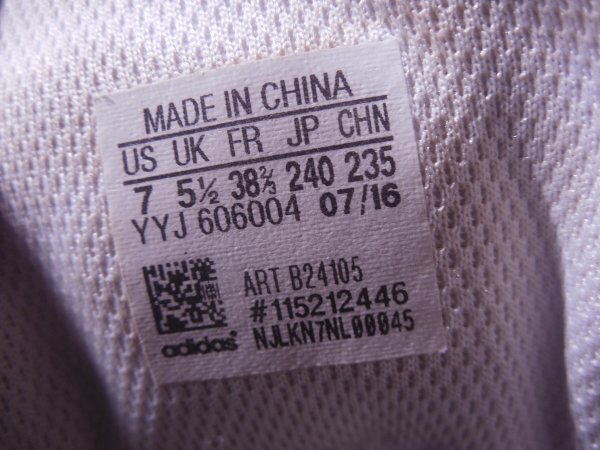 MADE IN CHINA
US UK FR JP CHN
7 5½ 38⅔ 240 235
YYJ 606004 07/16
ART B24105
#115212446
adidas® NJLKN7NL00045